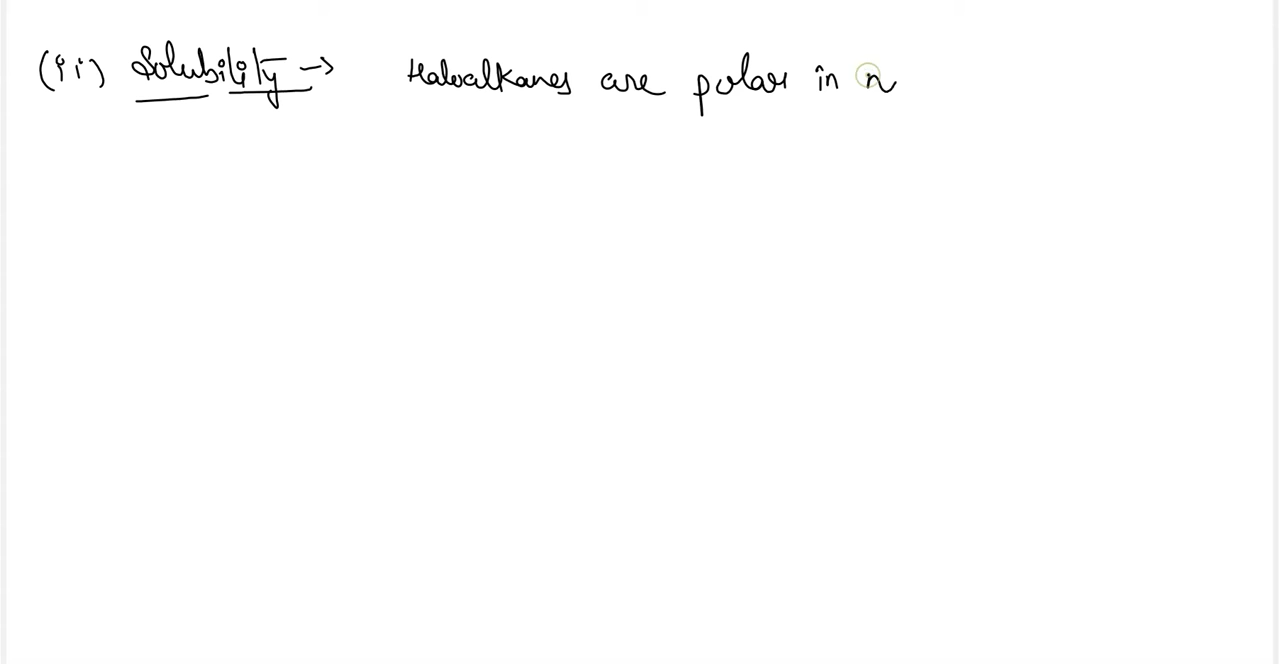 (ii) Solubility → Haloalkanes are polar in n